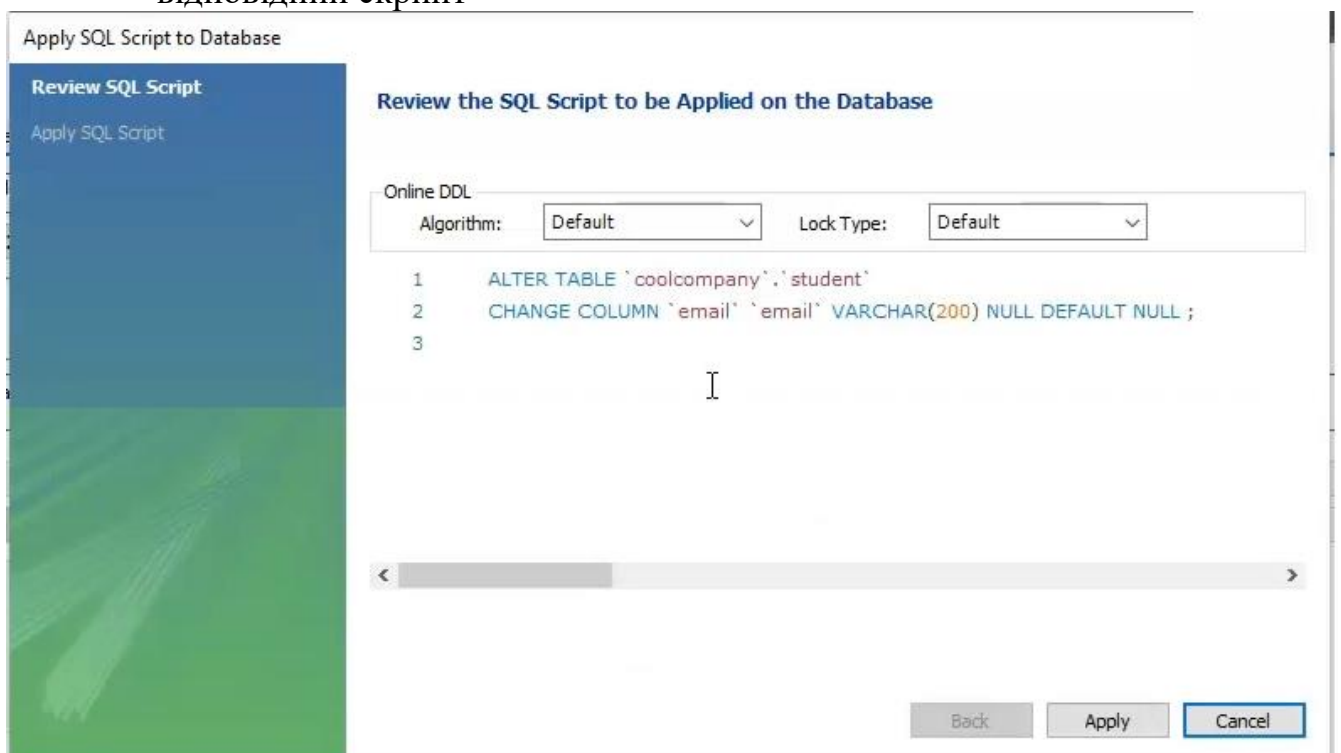 відповідний скрипт
Apply SQL Script to Database
Review SQL Script
Apply SQL Script
Review the SQL Script to be Applied on the Database
Online DDL
Algorithm: Default Lock Type: Default
1 ALTER TABLE `coolcompany`.`student`
2 CHANGE COLUMN `email` `email` VARCHAR(200) NULL DEFAULT NULL ;
3
Back Apply Cancel